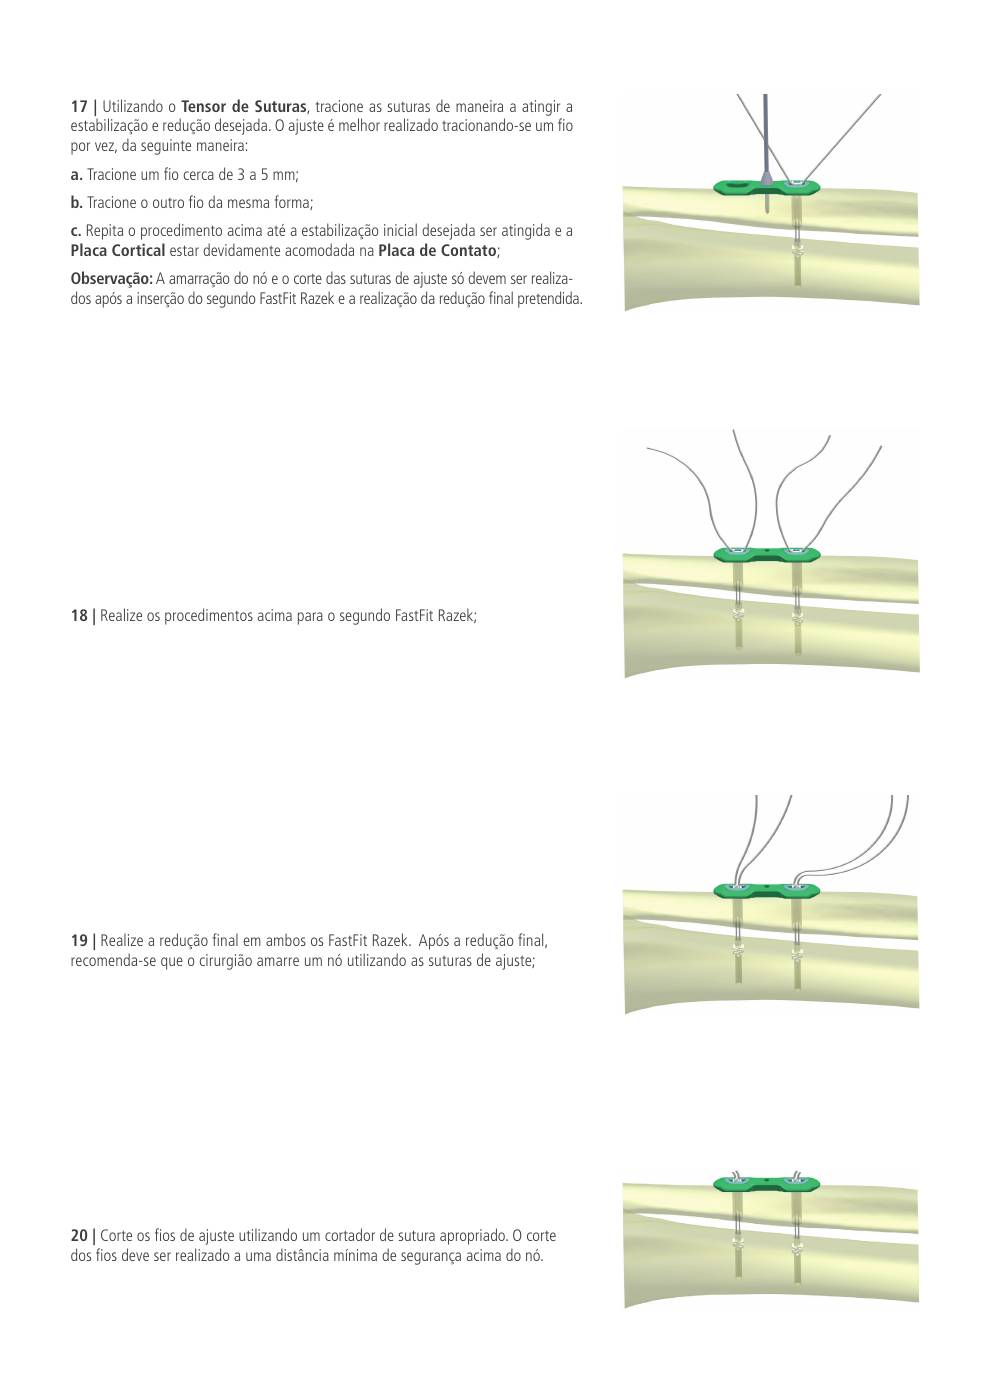 17 | Utilizando o Tensor de Suturas, tracione as suturas de maneira a atingir a
estabilização e redução desejada. O ajuste é melhor realizado tracionando-se um fio
por vez, da seguinte maneira:
a. Tracione um fio cerca de 3 a 5 mm;
b. Tracione o outro fio da mesma forma;
c. Repita o procedimento acima até a estabilização inicial desejada ser atingida e a
Placa Cortical estar devidamente acomodada na Placa de Contato;
Observação: A amarração do nó e o corte das suturas de ajuste só devem ser realiza-
dos após a inserção do segundo FastFit Razek e a realização da redução final pretendida.
18 | Realize os procedimentos acima para o segundo FastFit Razek;
19 | Realize a redução final em ambos os FastFit Razek. Após a redução final,
recomenda-se que o cirurgião amarre um nó utilizando as suturas de ajuste;
20 | Corte os fios de ajuste utilizando um cortador de sutura apropriado. O corte
dos fios deve ser realizado a uma distância mínima de segurança acima do nó.